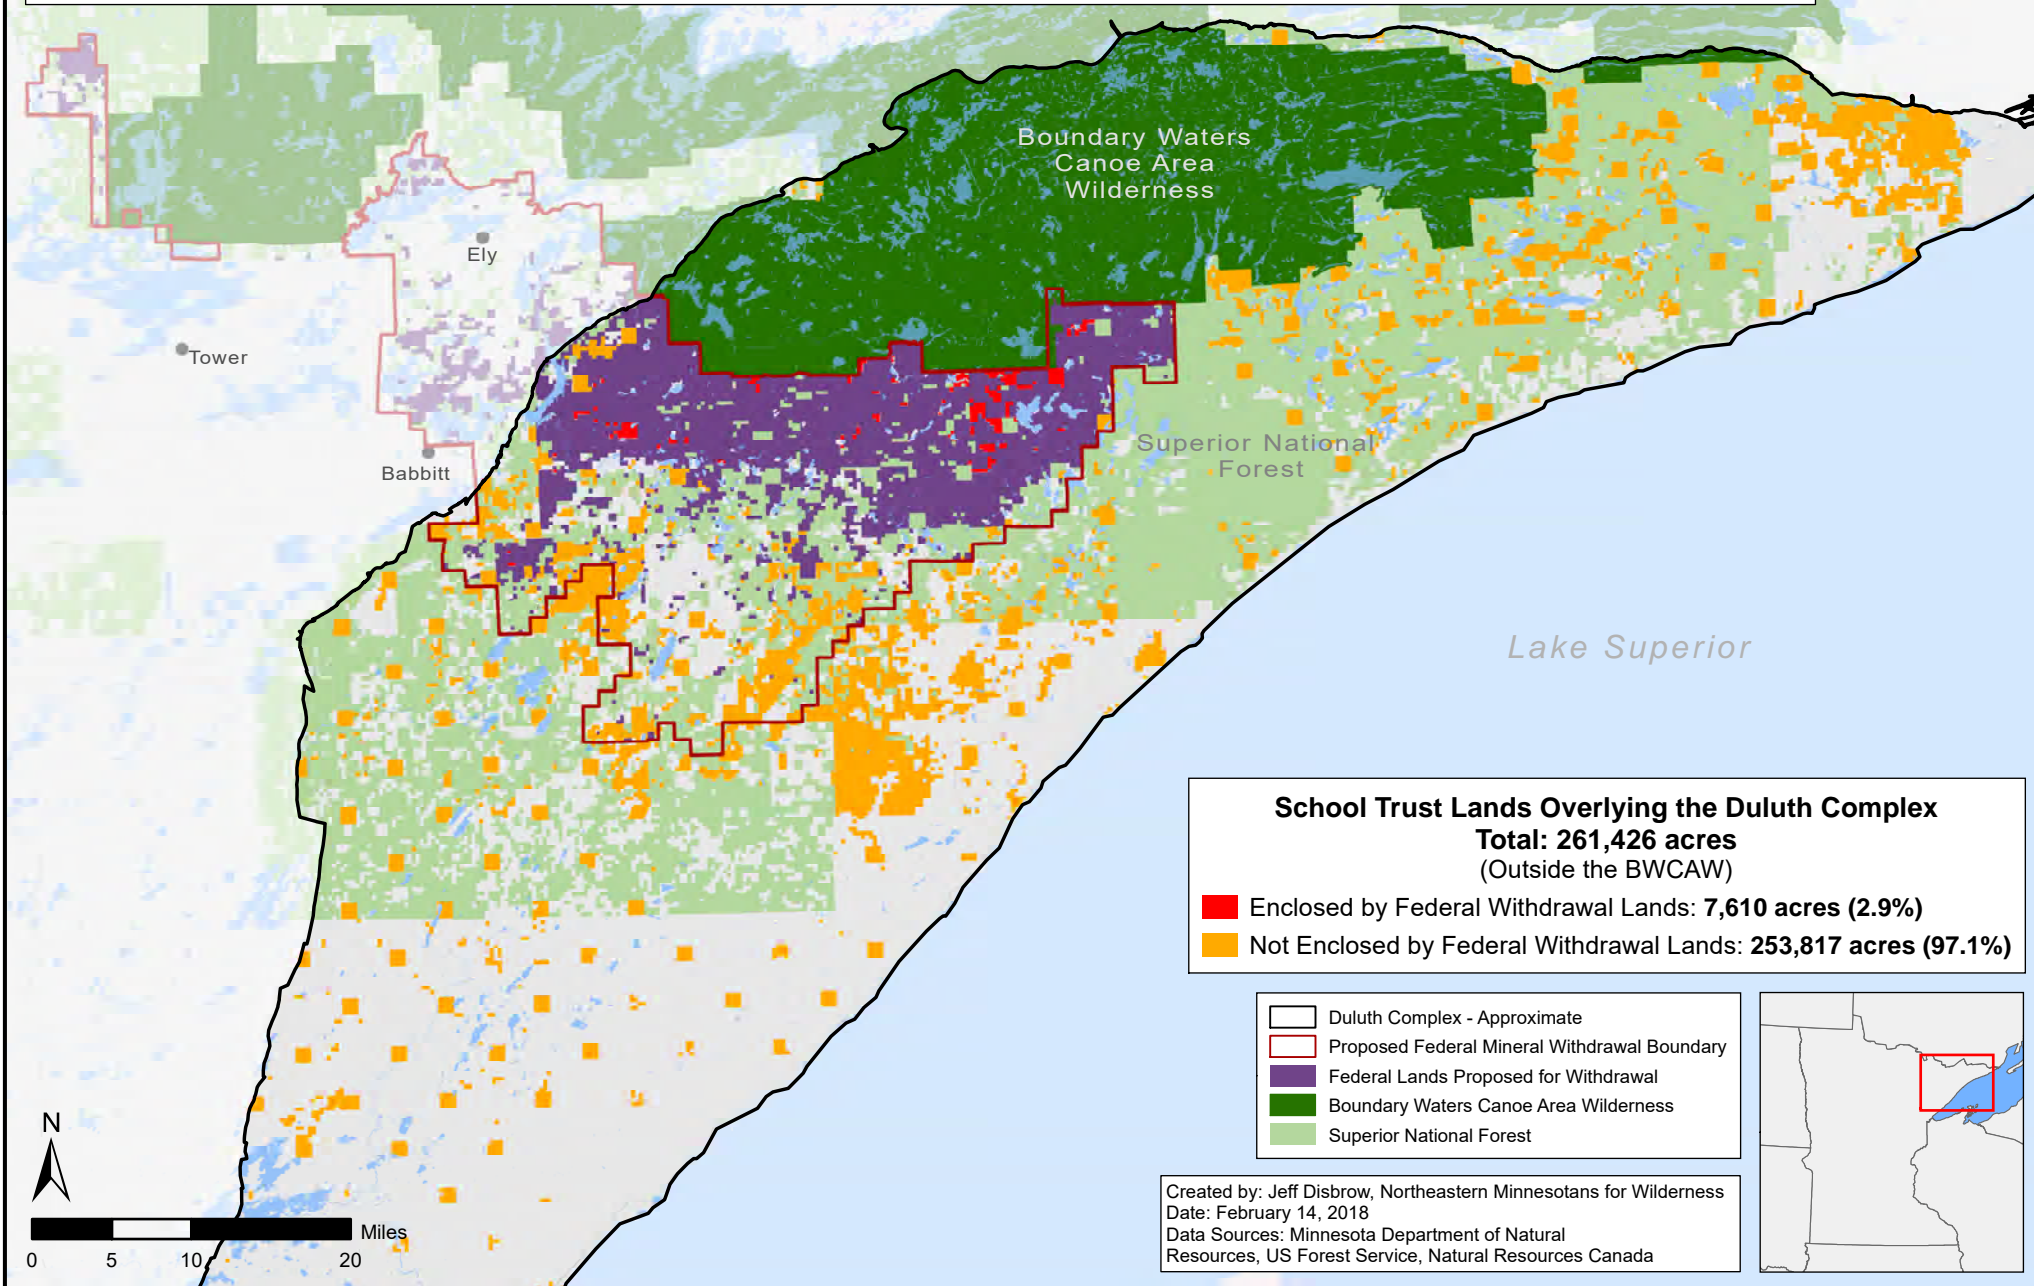 Boundary Waters
Canoe Area
Wilderness
Ely
Tower
Babbitt
Superior National
Forest
Lake Superior
School Trust Lands Overlying the Duluth Complex
Total: 261,426 acres
(Outside the BWCAW)
Enclosed by Federal Withdrawal Lands: 7,610 acres (2.9%)
Not Enclosed by Federal Withdrawal Lands: 253,817 acres (97.1%)
Duluth Complex - Approximate
Proposed Federal Mineral Withdrawal Boundary
Federal Lands Proposed for Withdrawal
Boundary Waters Canoe Area Wilderness
Superior National Forest
Created by: Jeff Disbrow, Northeastern Minnesotans for Wilderness
Date: February 14, 2018
Data Sources: Minnesota Department of Natural
Resources, US Forest Service, Natural Resources Canada
N
Miles
0 5 10 20